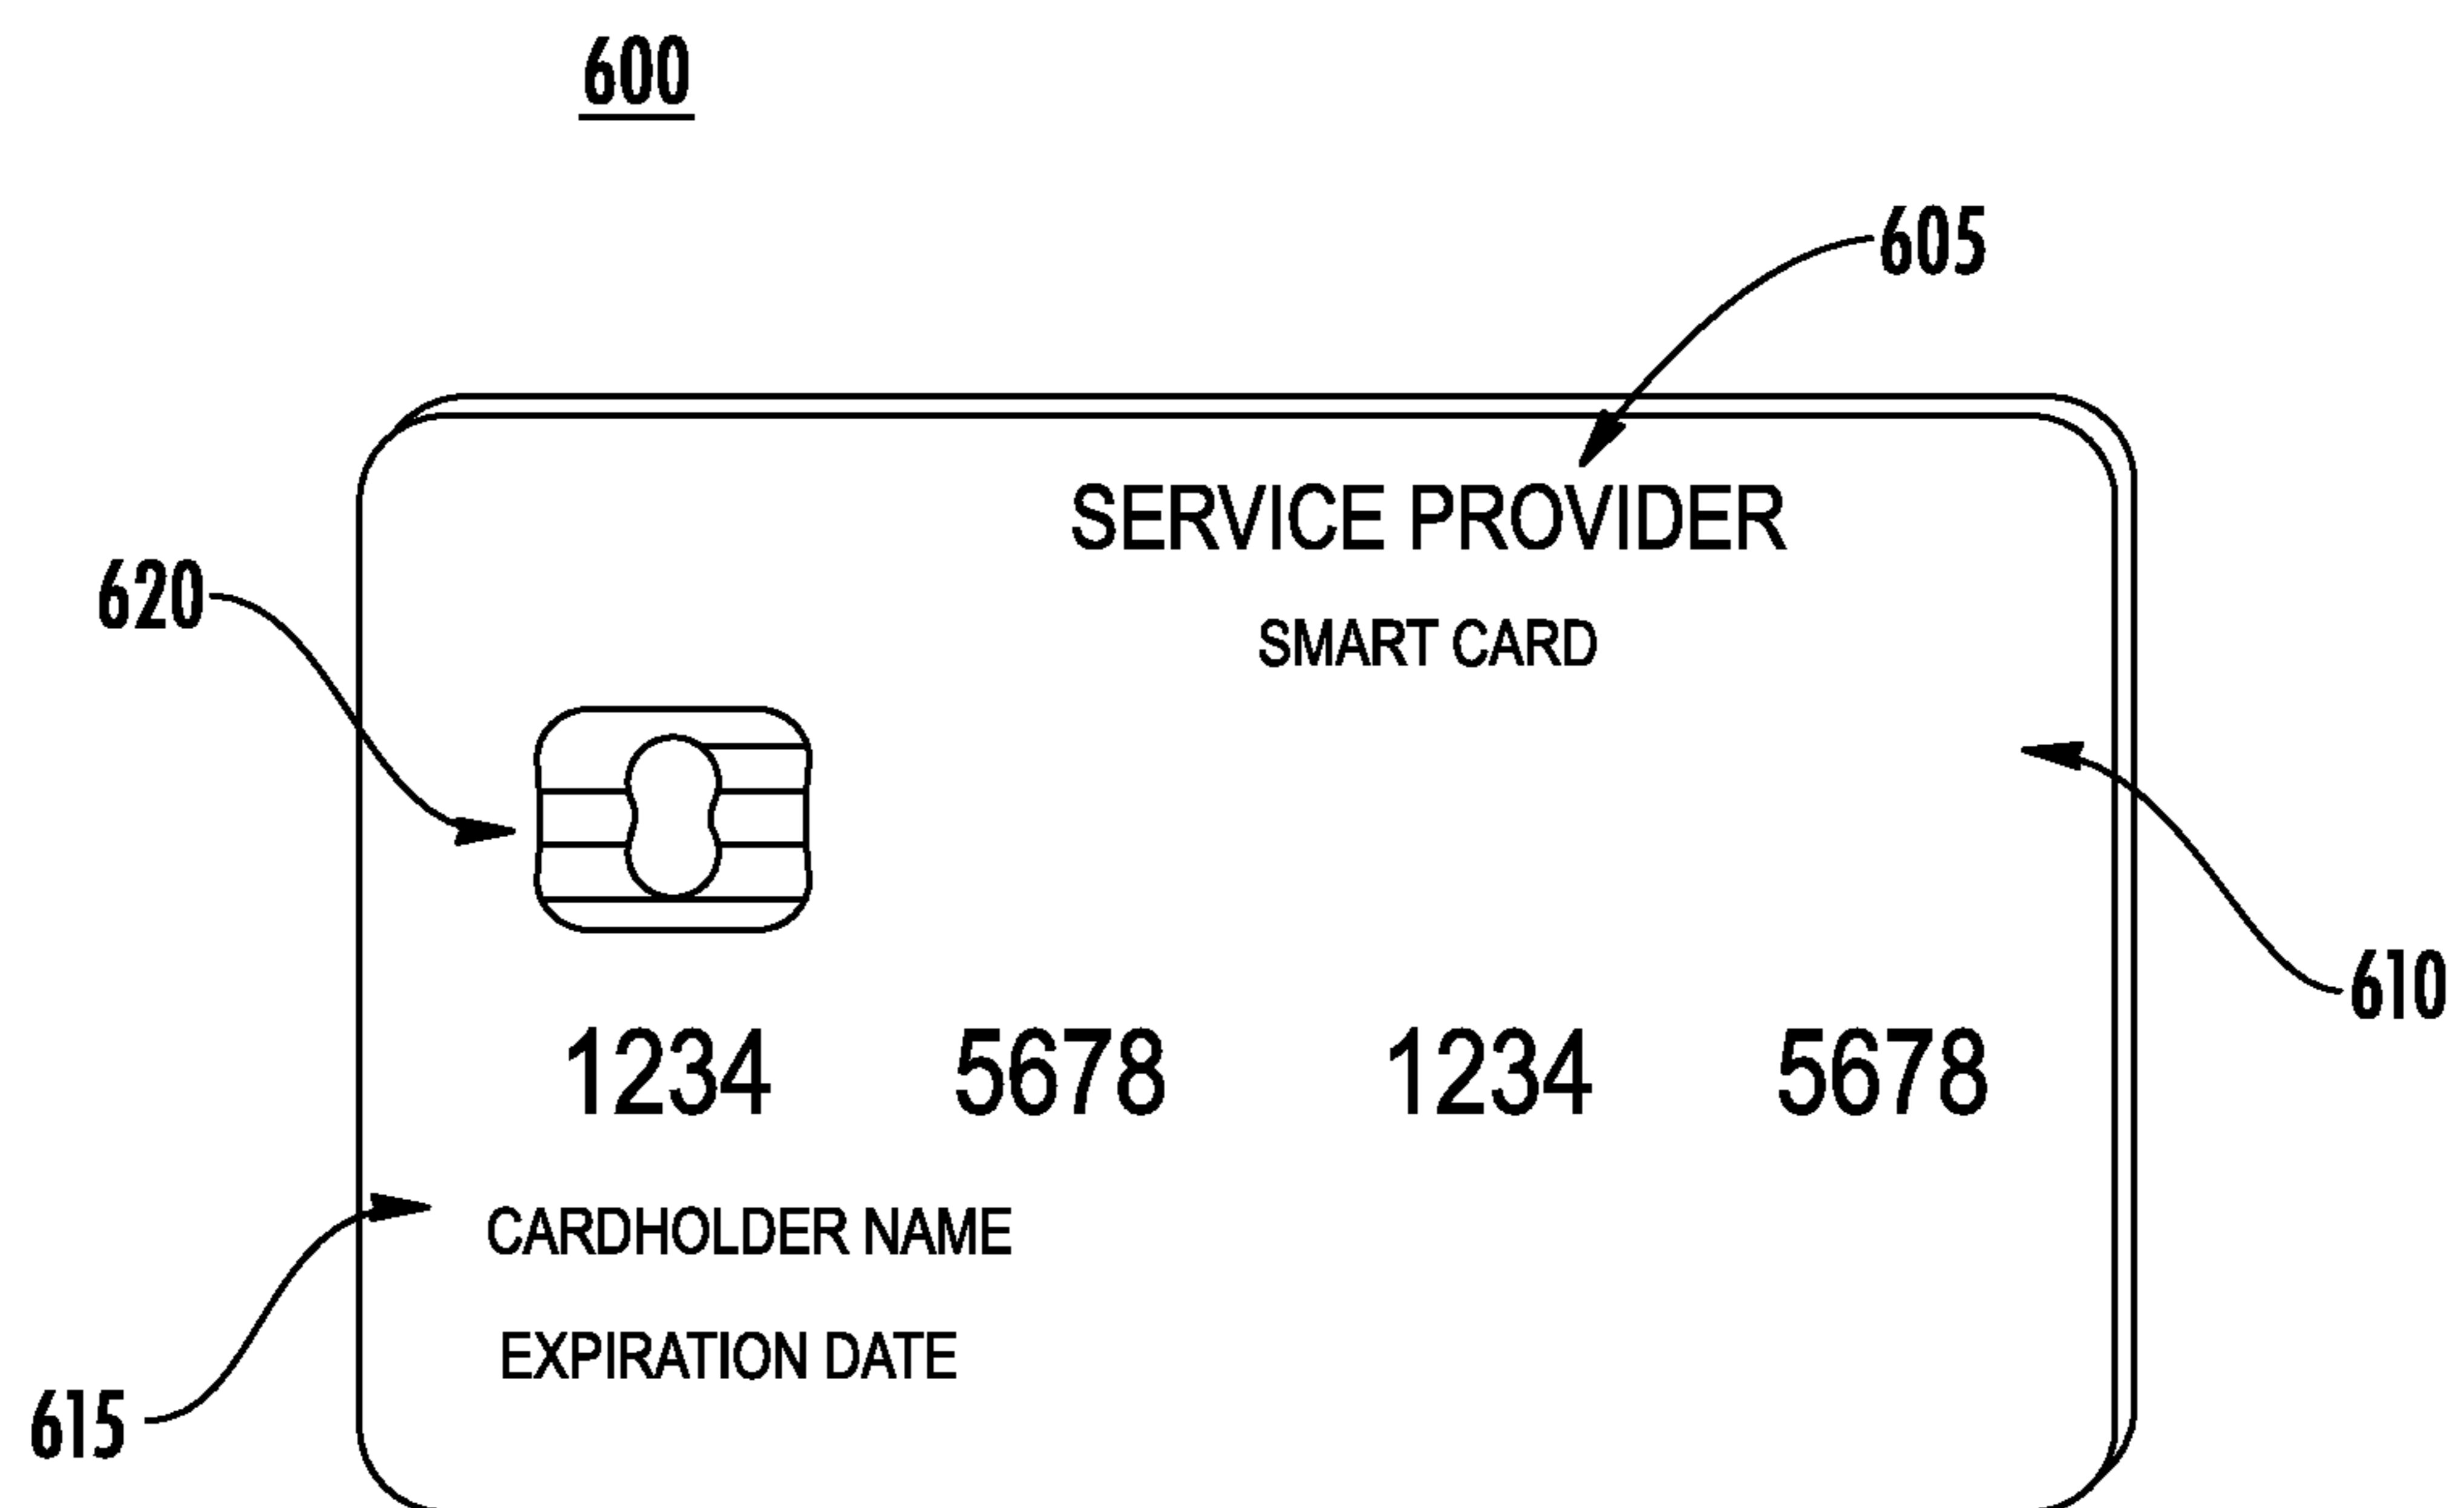 600
605
SERVICE PROVIDER
620
SMART CARD
610
1234 5678 1234 5678
CARDHOLDER NAME
EXPIRATION DATE
615